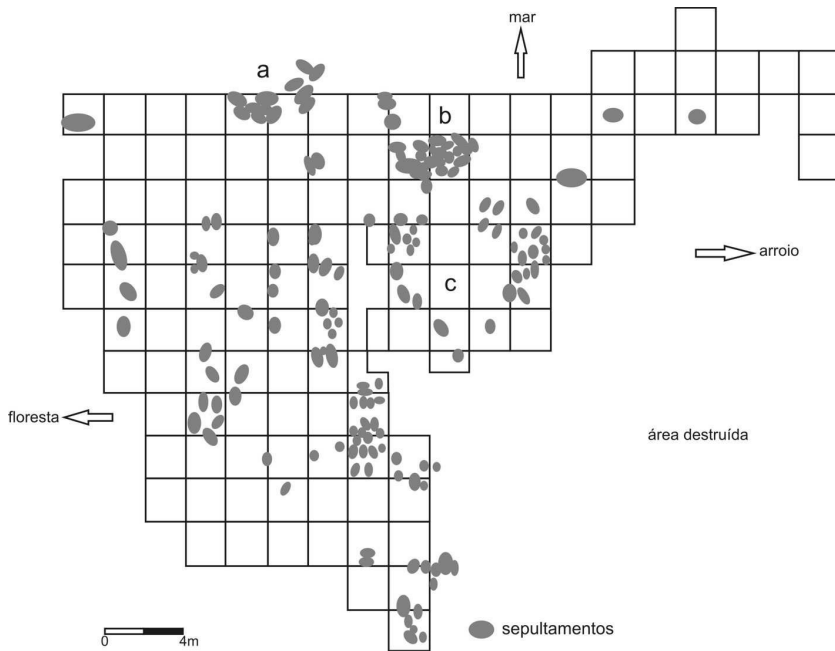 mar
a
b
arroio
c
floresta
área destruída
0
4m
sepultamentos